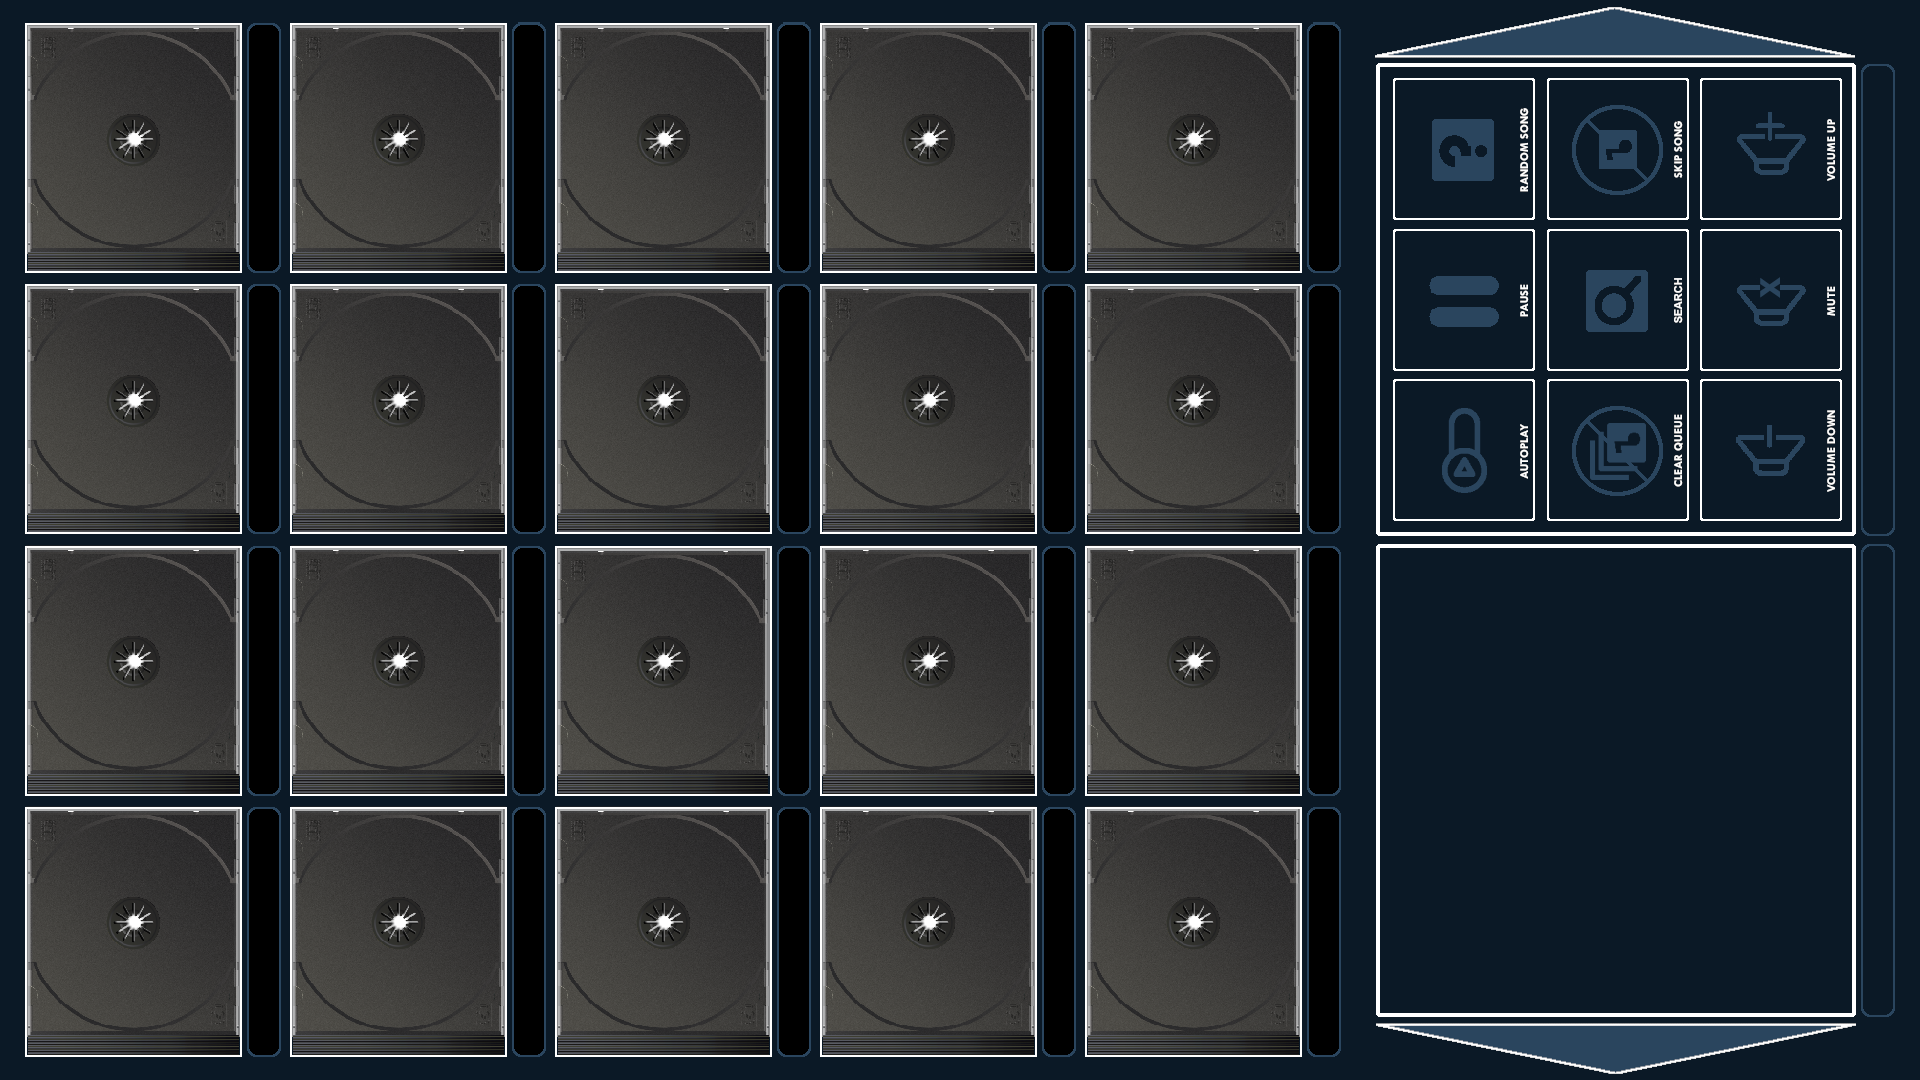 RANDOM SONG
SKIP SONG
VOLUME UP
PAUSE
SEARCH
MUTE
AUTOPLAY
CLEAR QUEUE
VOLUME DOWN